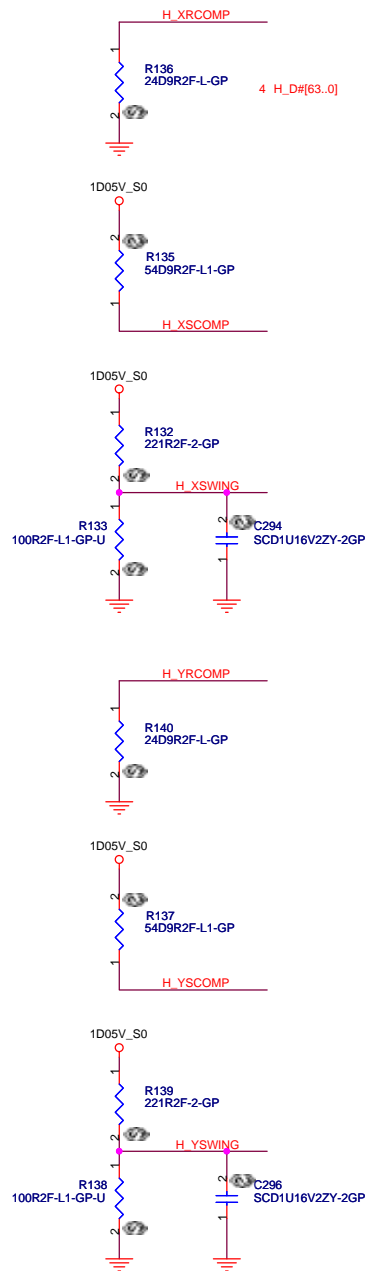 H_XRCOMP
1
R136
24D9R2F-L-GP
4 H_D#[63..0]
2
1D05V_S0
2
R135
54D9R2F-L1-GP
1
H_XSCOMP
1D05V_S0
1
R132
221R2F-2-GP
2
H_XSWING
1
R133
100R2F-L1-GP-U
2
2
C294
SCD1U16V2ZY-2GP
1
H_YRCOMP
1
R140
24D9R2F-L-GP
2
1D05V_S0
2
R137
54D9R2F-L1-GP
1
H_YSCOMP
1D05V_S0
1
R139
221R2F-2-GP
2
H_YSWING
1
R138
100R2F-L1-GP-U
2
2
C296
SCD1U16V2ZY-2GP
1